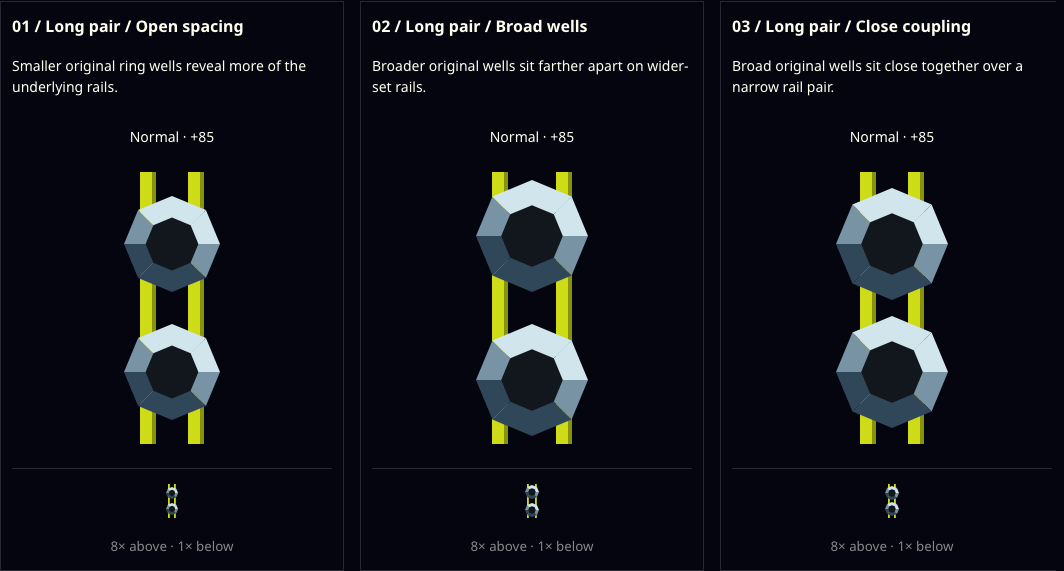 01 / Long pair / Open spacing
Smaller original ring wells reveal more of the
underlying rails.
Normal · +85
8× above · 1× below
02 / Long pair / Broad wells
Broader original wells sit farther apart on wider-
set rails.
Normal · +85
8× above · 1× below
03 / Long pair / Close coupling
Broad original wells sit close together over a
narrow rail pair.
Normal · +85
8× above · 1× below